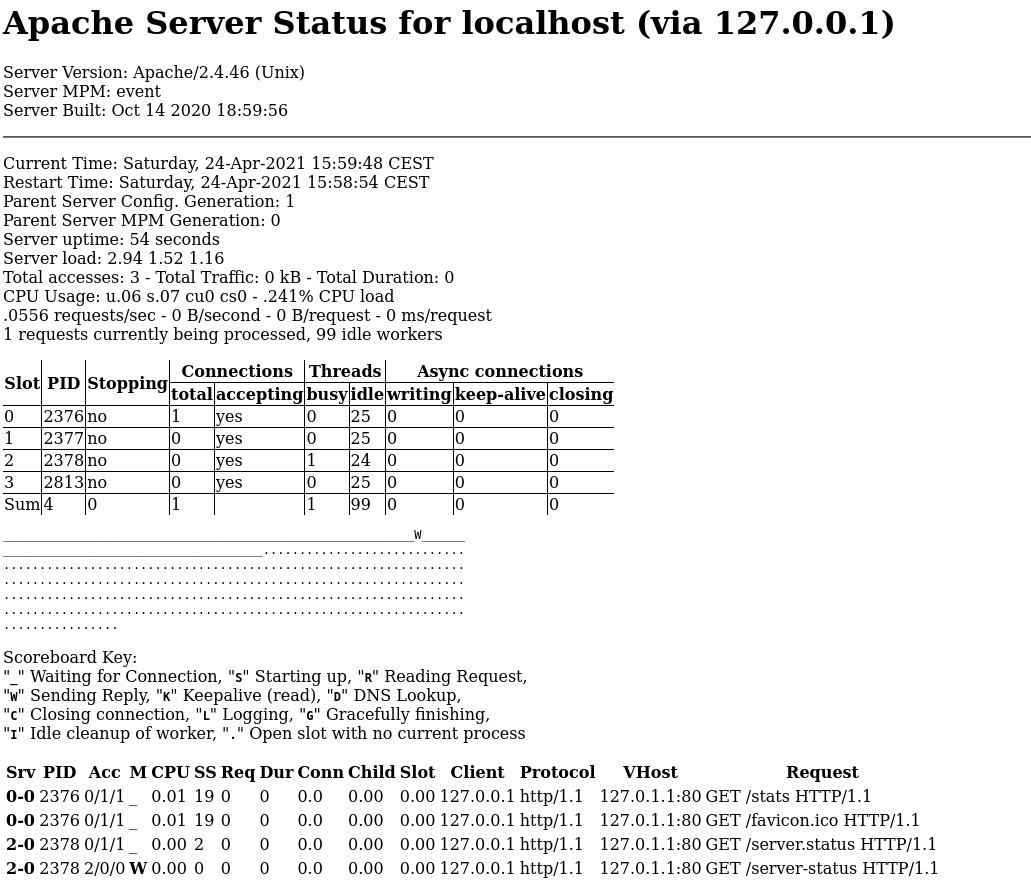 Apache Server Status for localhost (via 127.0.0.1)
Server Version: Apache/2.4.46 (Unix)
Server MPM: event
Server Built: Oct 14 2020 18:59:56
Current Time: Saturday, 24-Apr-2021 15:59:48 CEST
Restart Time: Saturday, 24-Apr-2021 15:58:54 CEST
Parent Server Config. Generation: 1
Parent Server MPM Generation: 0
Server uptime: 54 seconds
Server load: 2.94 1.52 1.16
Total accesses: 3 - Total Traffic: 0 kB - Total Duration: 0
CPU Usage: u.06 s.07 cu0 cs0 - .241% CPU load
.0556 requests/sec - 0 B/second - 0 B/request - 0 ms/request
1 requests currently being processed, 99 idle workers
Slot PID Stopping Connections Threads Async connections
total accepting busy idle writing keep-alive closing
0 2376 no 1 yes 0 25 0 0 0
1 2377 no 0 yes 0 25 0 0 0
2 2378 no 0 yes 1 24 0 0 0
3 2813 no 0 yes 0 25 0 0 0
Sum 4 0 1 1 99 0 0 0
_________________________________________________________W______
____________________________________............................
................................................................
................................................................
................................................................
................................................................
................
Scoreboard Key:
"_" Waiting for Connection, "S" Starting up, "R" Reading Request,
"W" Sending Reply, "K" Keepalive (read), "D" DNS Lookup,
"C" Closing connection, "L" Logging, "G" Gracefully finishing,
"I" Idle cleanup of worker, "." Open slot with no current process
Srv PID Acc M CPU SS Req Dur Conn Child Slot Client Protocol VHost Request
0-0 2376 0/1/1 _ 0.01 19 0 0 0.0 0.00 0.00 127.0.0.1 http/1.1 127.0.1.1:80 GET /stats HTTP/1.1
0-0 2376 0/1/1 _ 0.01 19 0 0 0.0 0.00 0.00 127.0.0.1 http/1.1 127.0.1.1:80 GET /favicon.ico HTTP/1.1
2-0 2378 0/1/1 _ 0.00 2 0 0 0.0 0.00 0.00 127.0.0.1 http/1.1 127.0.1.1:80 GET /server.status HTTP/1.1
2-0 2378 2/0/0 W 0.00 0 0 0 0.0 0.00 0.00 127.0.0.1 http/1.1 127.0.1.1:80 GET /server-status HTTP/1.1